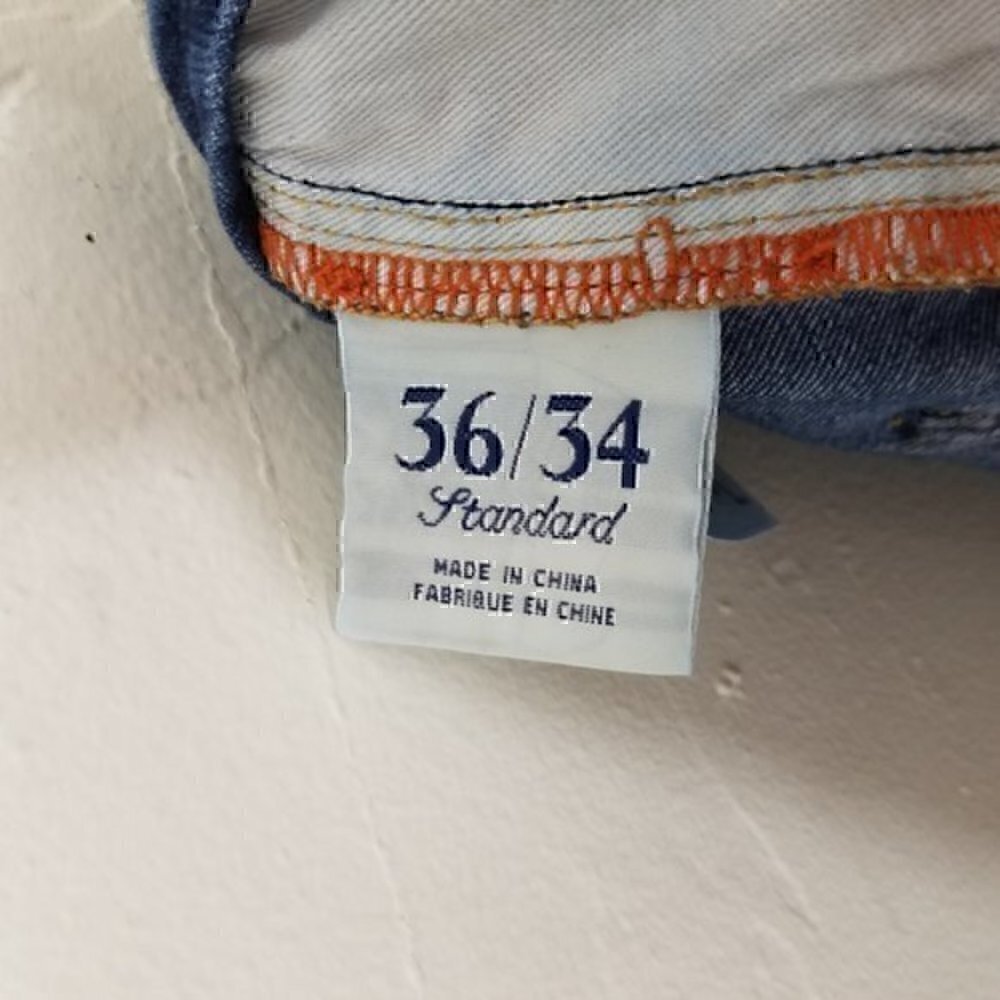 36/34
Standard
MADE IN CHINA
FABRIQUE EN CHINE